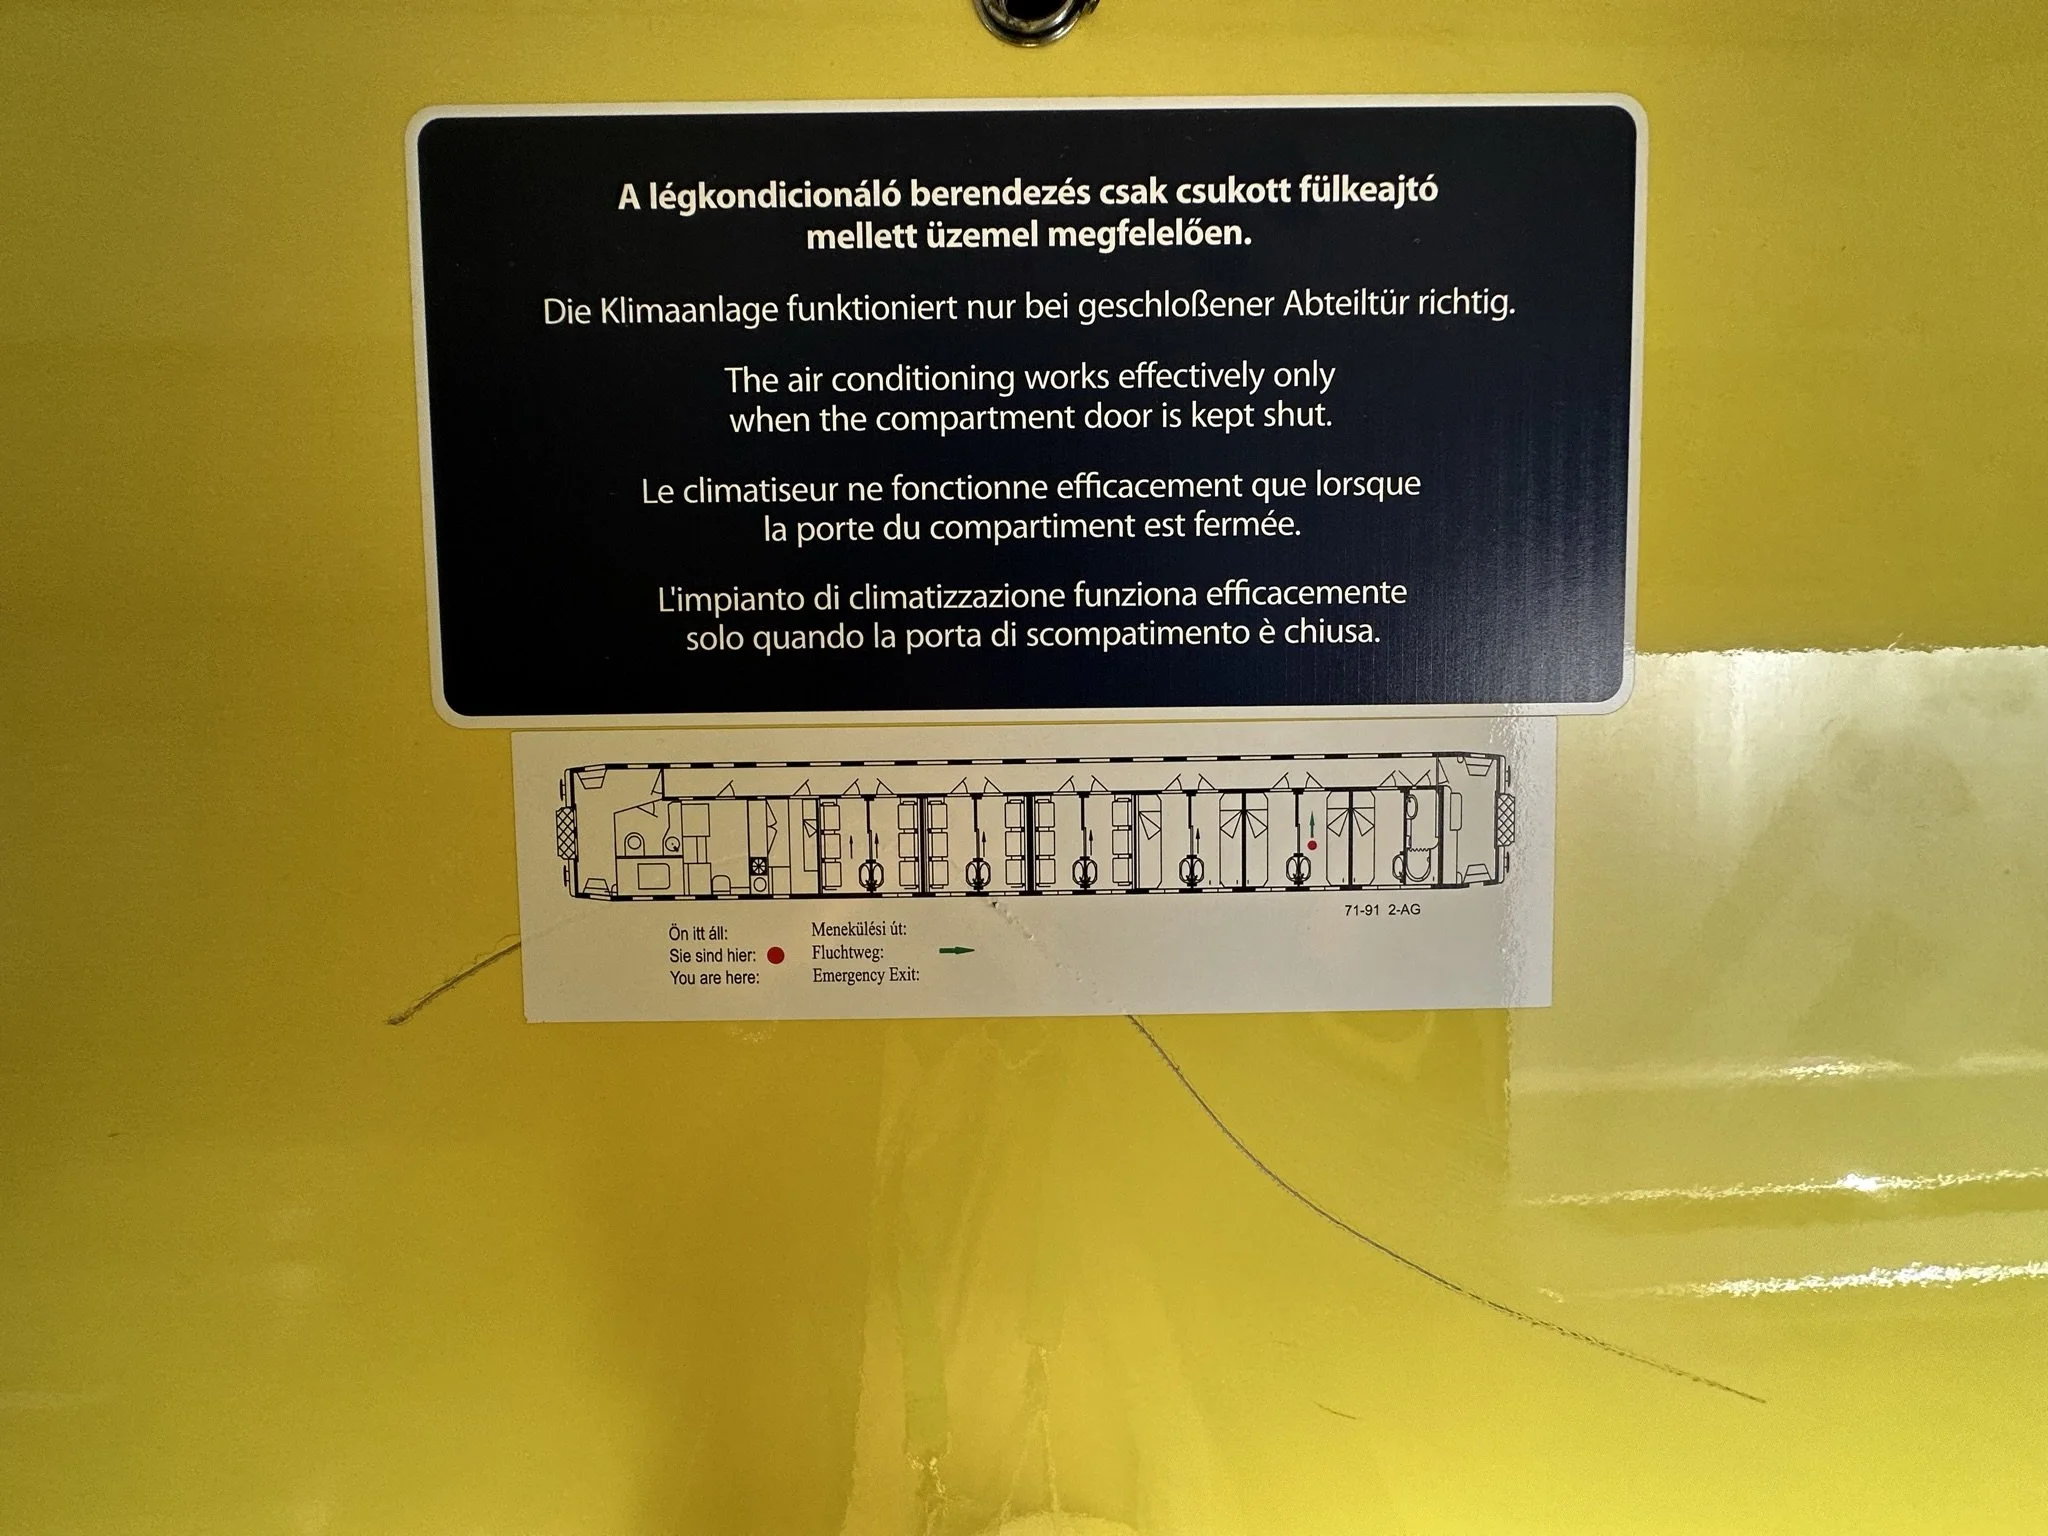 A légkondicionáló berendezés csak csukott fülkeajtó
mellett üzemel megfelelően.
Die Klimaanlage funktioniert nur bei geschloßener Abteiltür richtig.
The air conditioning works effectively only
when the compartment door is kept shut.
Le climatiseur ne fonctionne efficacement que lorsque
la porte du compartiment est fermée.
L'impianto di climatizzazione funziona efficacemente
solo quando la porta di scompatimento è chiusa.
71-91 2-AG
Ön itt áll:
Sie sind hier:
You are here:
Menekülési út:
Fluchtweg:
Emergency Exit: